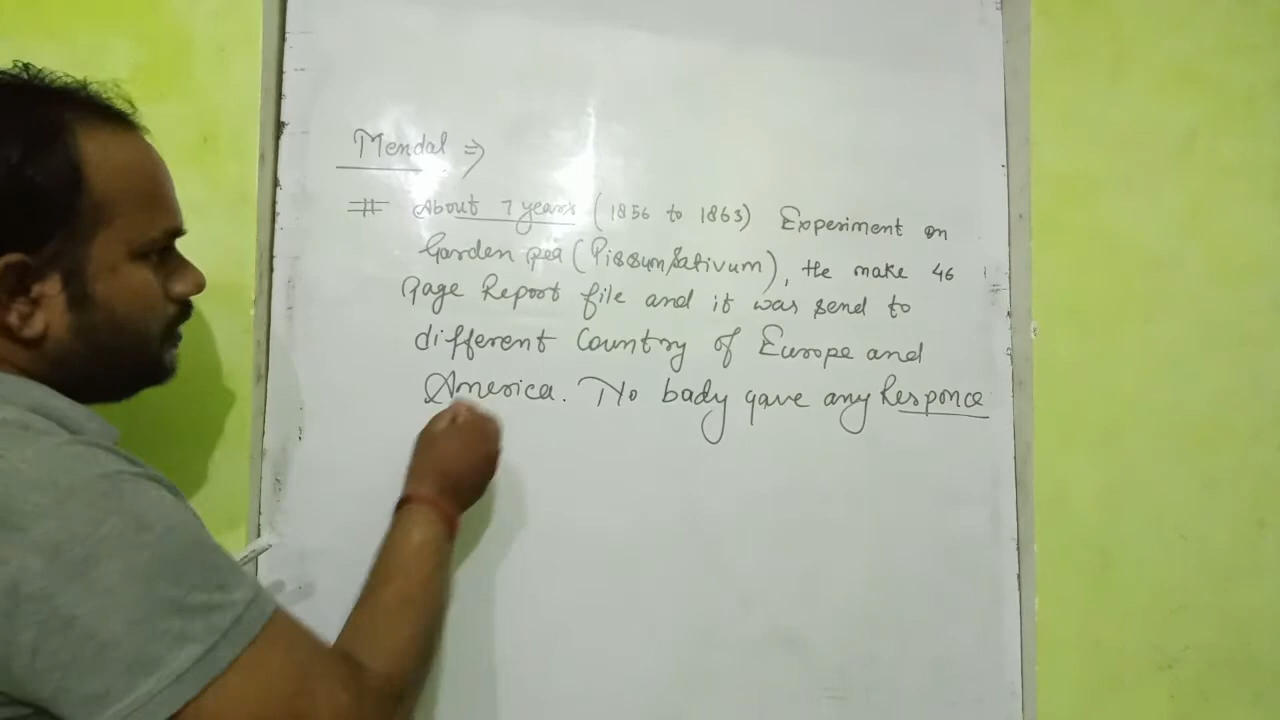 Mendal ⇒
# About 7 years (1856 to 1863) Experiment on
Garden pea (Pissum sativum), He make 46
Page Report file and it was send to
different Country of Europe and
America. No bady gave any Responce